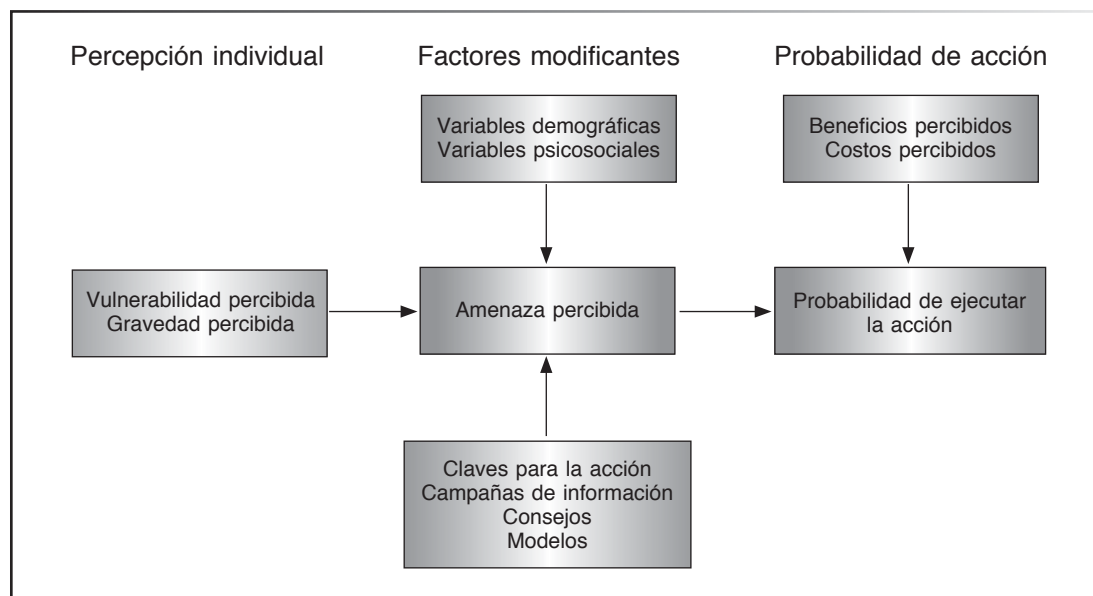 Percepción individual
Factores modificantes
Probabilidad de acción
Variables demográficas
Variables psicosociales
Beneficios percibidos
Costos percibidos
Vulnerabilidad percibida
Gravedad percibida
Amenaza percibida
Probabilidad de ejecutar
la acción
Claves para la acción
Campañas de información
Consejos
Modelos